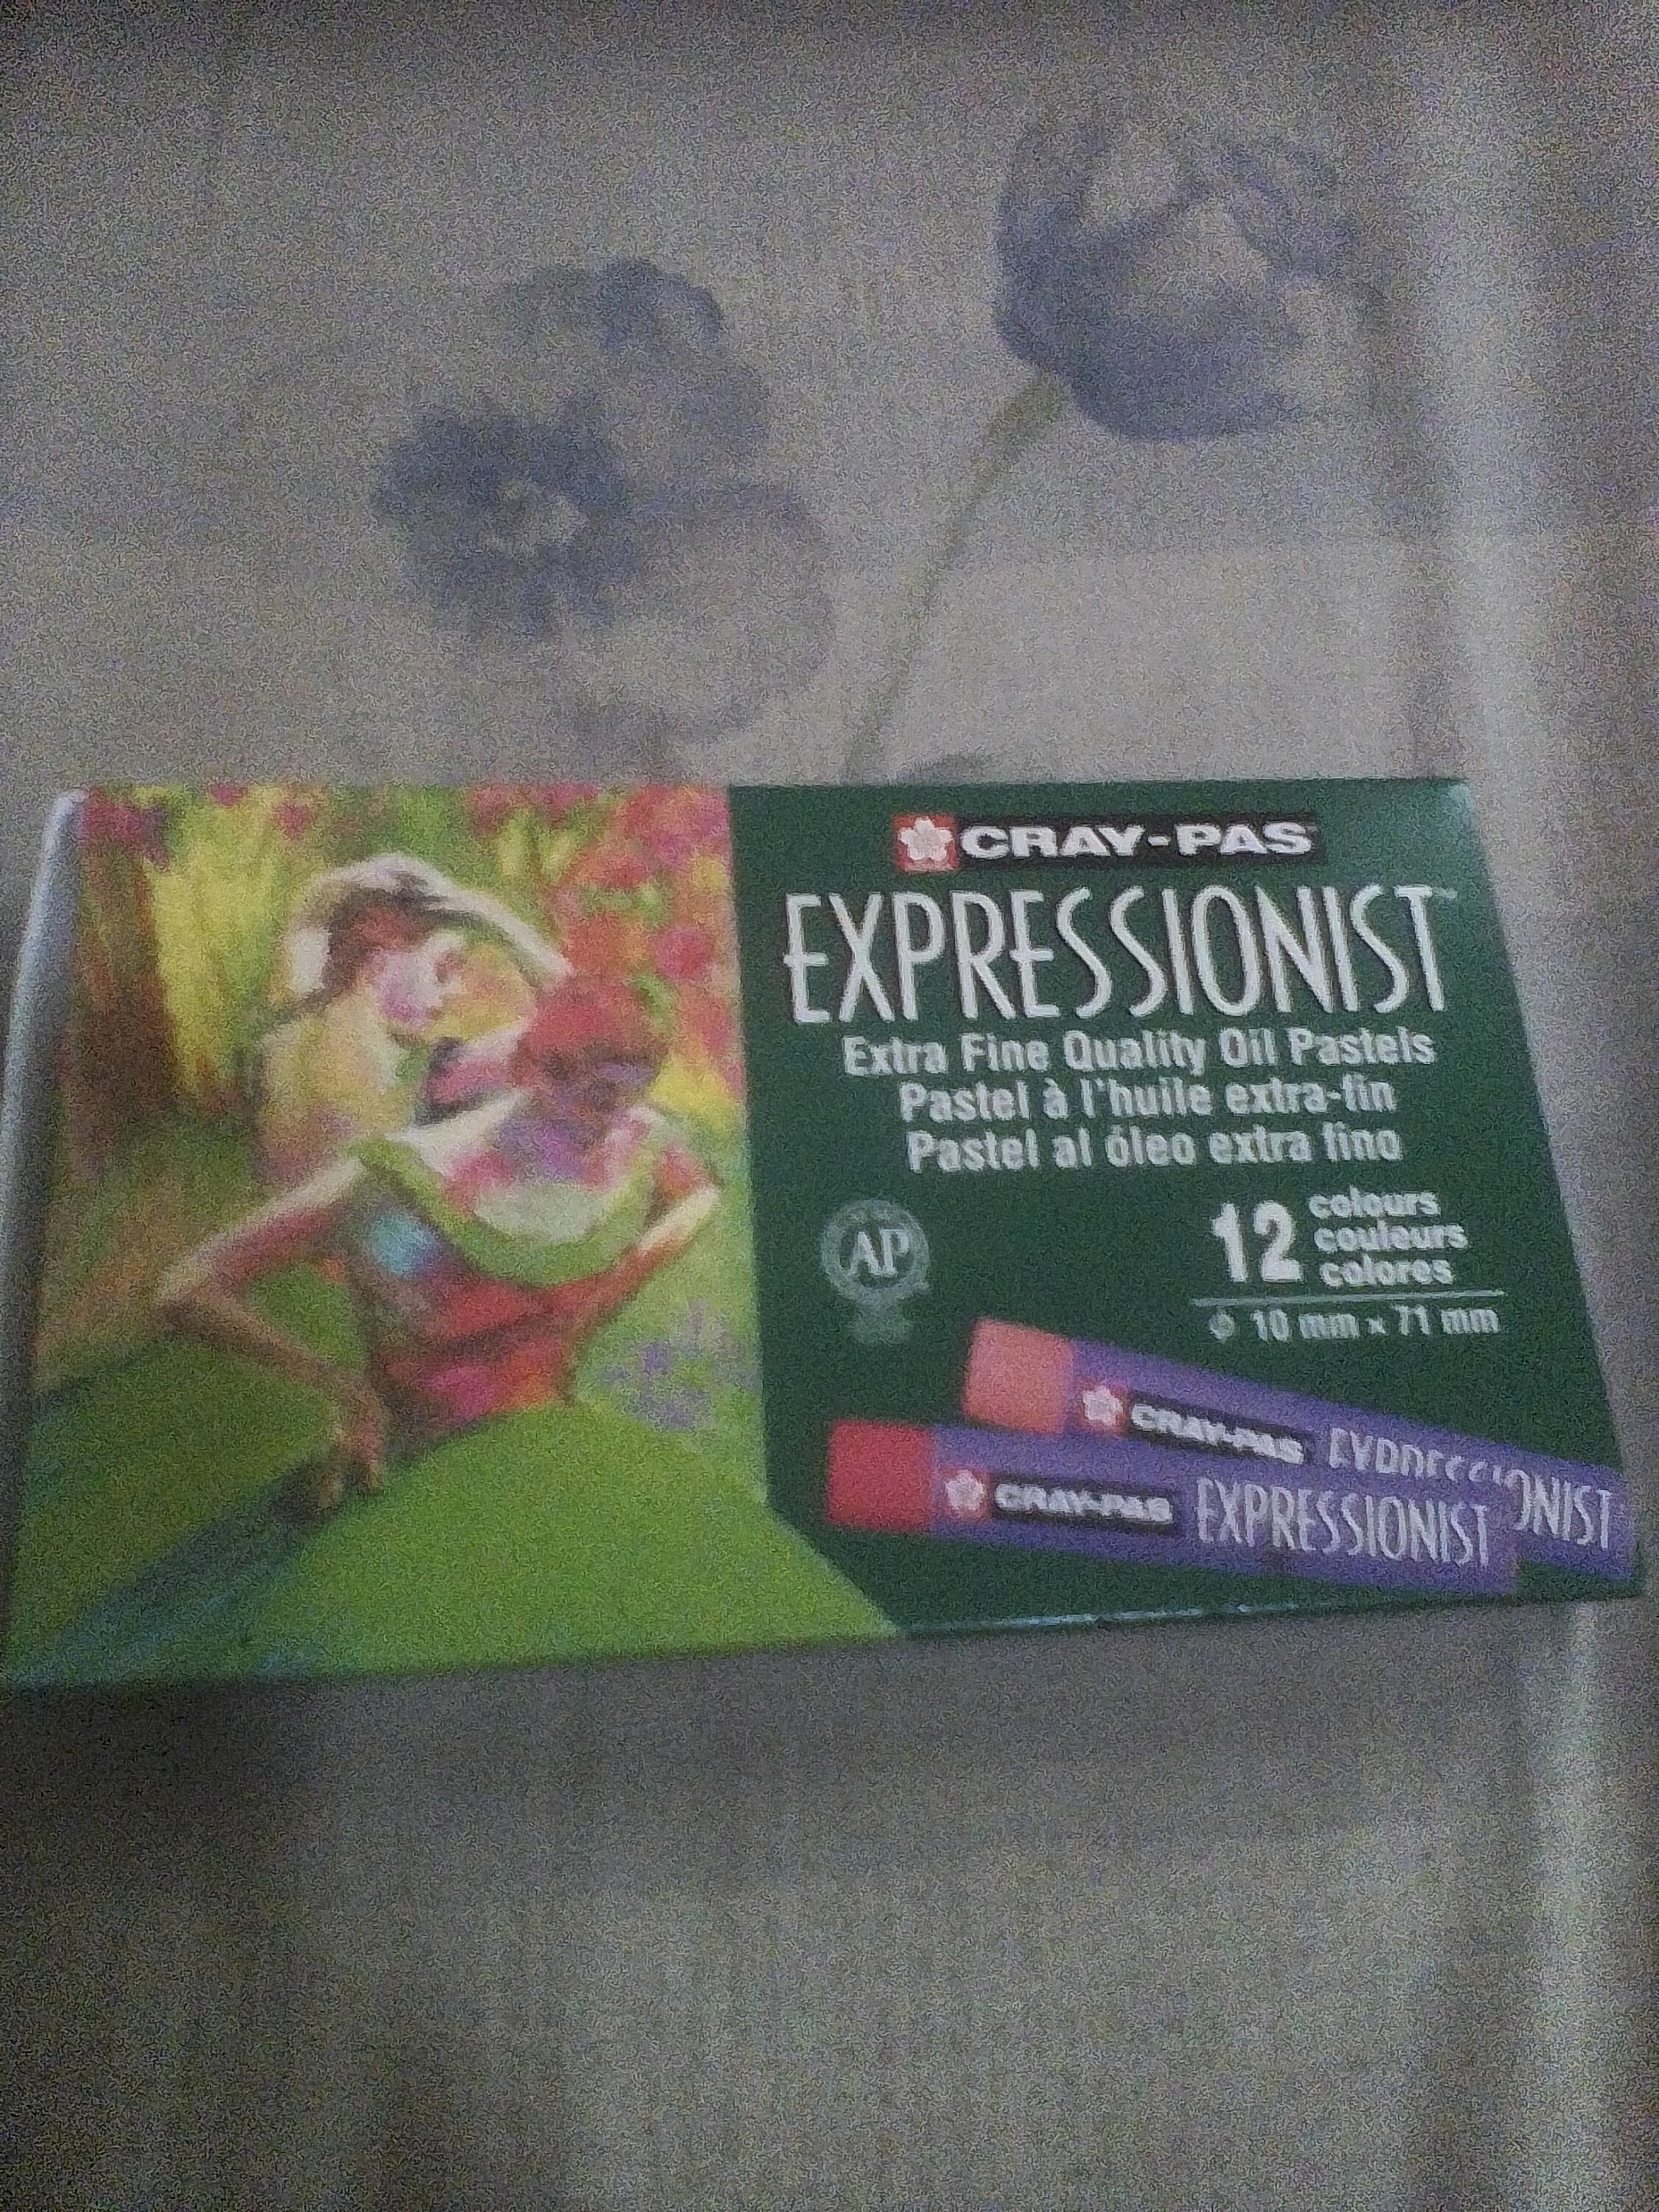 CRAY-PAS
EXPRESSIONIST™
Extra Fine Quality Oil Pastels
Pastel à l'huile extra-fin
Pastel al óleo extra fino
AP
12 colours
couleurs
colores
10 mm x 71 mm
CRAY-PAS EXPRESSIONIST
CRAY-PAS EXPRESSIONIST